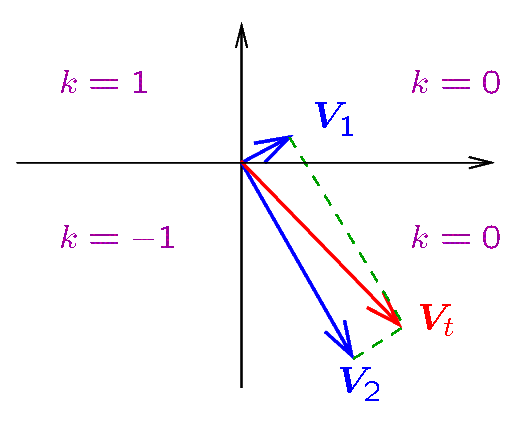 k = 1
k = 0
V₁
k = −1
k = 0
Vₜ
V₂